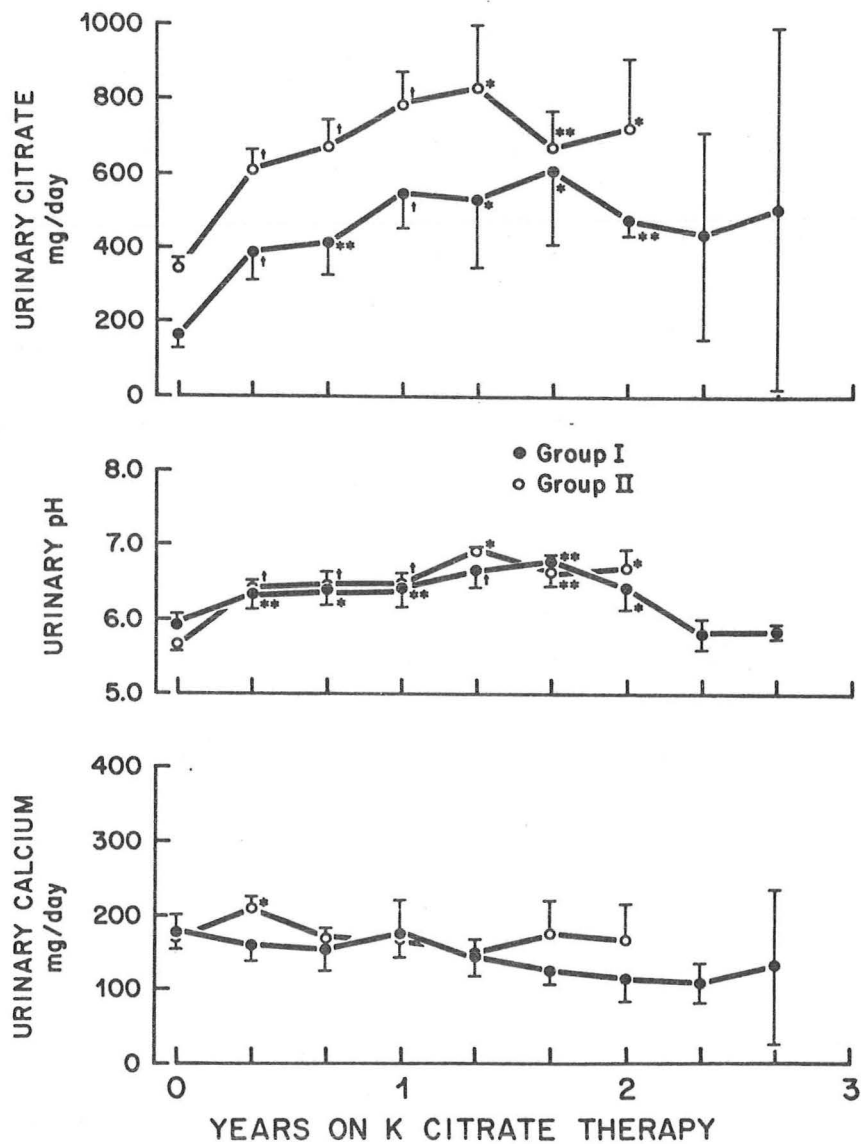 1000
800
600
400
200
0
URINARY CITRATE
mg/day
† † † * ** *
† ** † * * **
● Group I
○ Group II
8.0
7.0
6.0
5.0
URINARY pH
† † † * ** *
** * ** † ** *
400
300
200
100
0
URINARY CALCIUM
mg/day
*
0 1 2 3
YEARS ON K CITRATE THERAPY